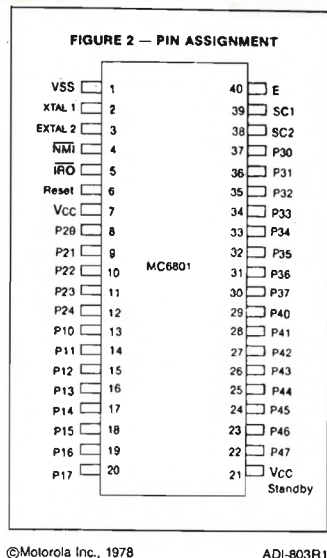 FIGURE 2 — PIN ASSIGNMENT
VSS 1 40 E
XTAL 1 2 39 SC1
EXTAL 2 3 38 SC2
NMI 4 37 P30
IRQ 5 36 P31
Reset 6 35 P32
VCC 7 34 P33
P20 8 33 P34
P21 9 32 P35
P22 10 MC6801 31 P36
P23 11 30 P37
P24 12 29 P40
P10 13 28 P41
P11 14 27 P42
P12 15 26 P43
P13 16 25 P44
P14 17 24 P45
P15 18 23 P46
P16 19 22 P47
P17 20 21 VCC
Standby
©Motorola Inc., 1978 ADI-803R1